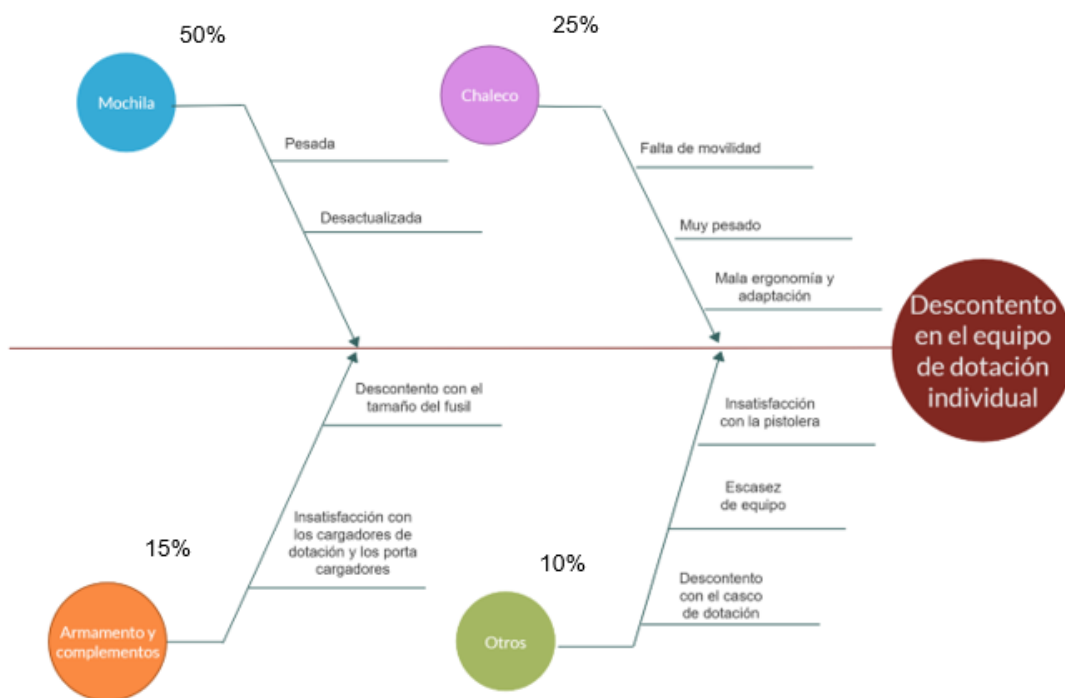 50%
Mochila
Pesada
Desactualizada
25%
Chaleco
Falta de movilidad
Muy pesado
Mala ergonomía y
adaptación
Descontento
en el equipo
de dotación
individual
Descontento con el
tamaño del fusil
Insatisfacción con
los cargadores de
dotación y los porta
cargadores
15%
Armamento y
complementos
Insatisfacción
con la pistolera
Escasez
de equipo
Descontento
con el casco
de dotación
10%
Otros